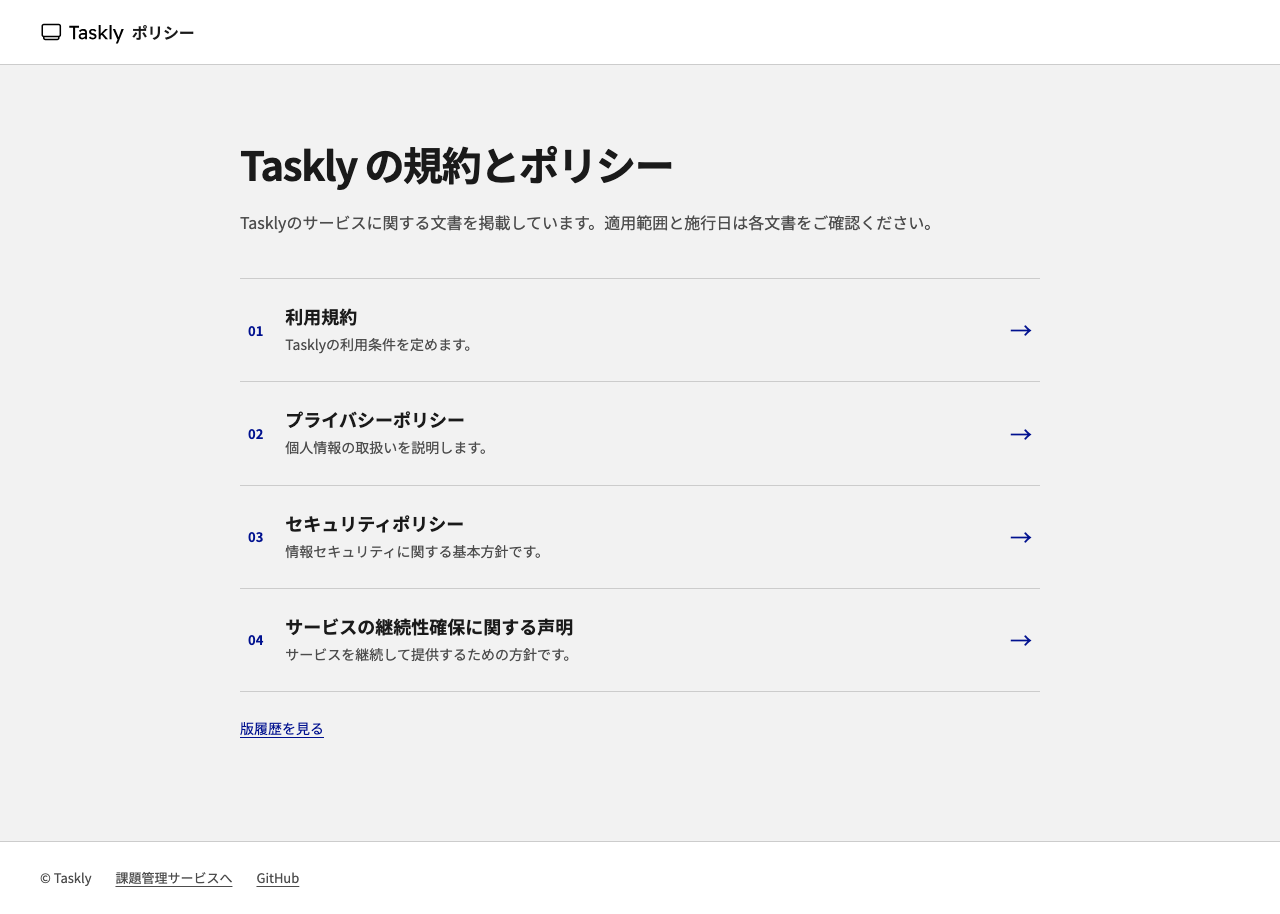 Taskly ポリシー
Taskly の規約とポリシー
Tasklyのサービスに関する文書を掲載しています。適用範囲と施行日は各文書をご確認ください。
01
利用規約
Tasklyの利用条件を定めます。
→
02
プライバシーポリシー
個人情報の取扱いを説明します。
→
03
セキュリティポリシー
情報セキュリティに関する基本方針です。
→
04
サービスの継続性確保に関する声明
サービスを継続して提供するための方針です。
→
版履歴を見る
© Taskly 課題管理サービスへ GitHub